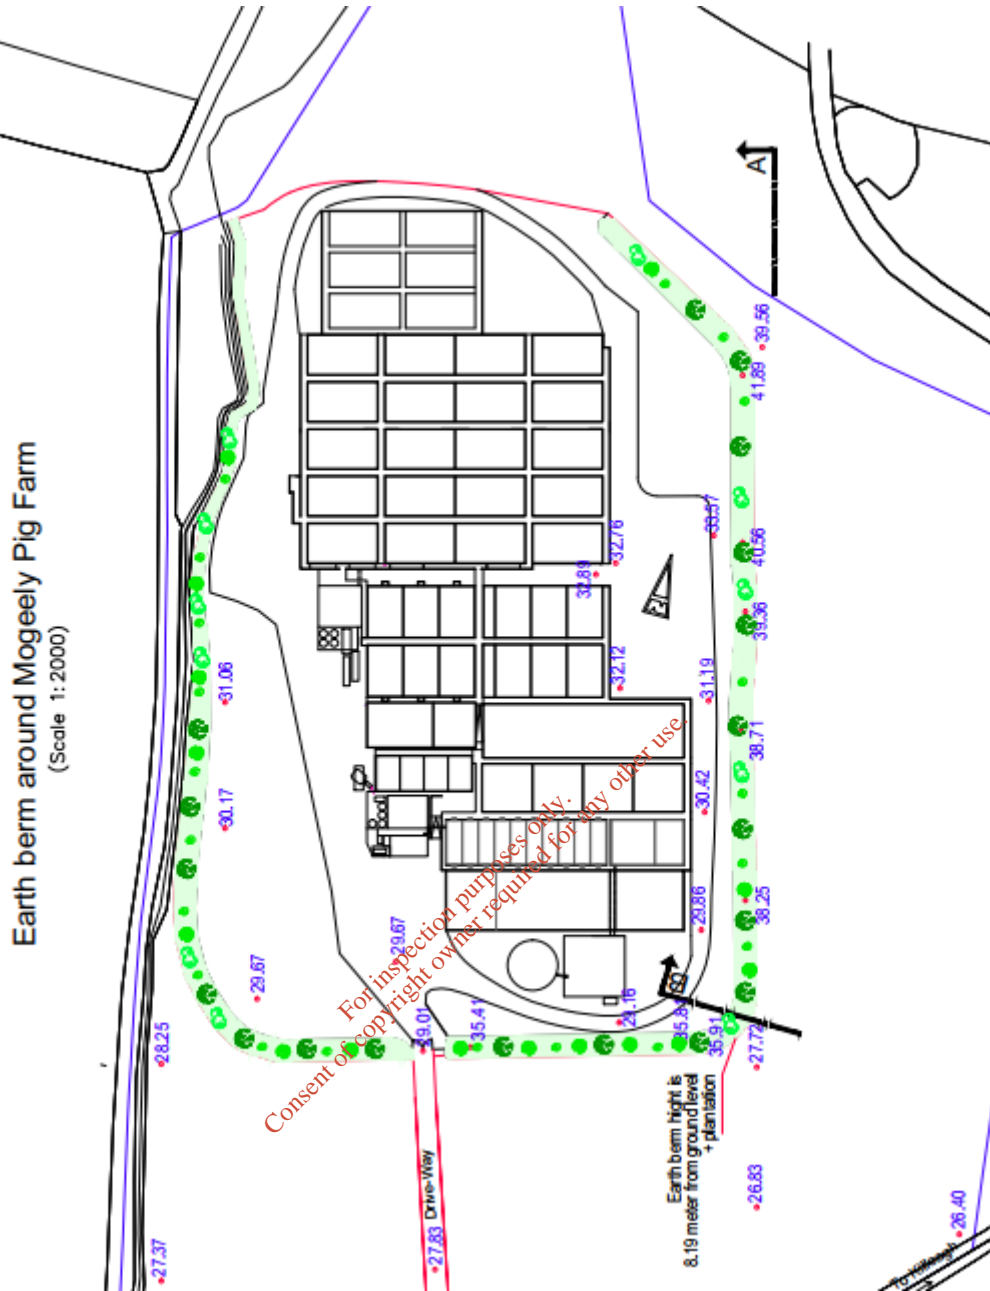 Earth berm around Mogeely Pig Farm
(Scale 1:2000)
A
39.56
41.89
33.57
40.56
32.76
32.89
39.36
N
32.12
31.19
31.06
38.71
30.42
30.17
For inspection purposes only.
Consent of copyright owner required for any other use.
38.25
29.86
29.67
29.67
B
29.16
35.41
29.01
35.91
27.72
28.25
Earth berm hight is
8.19 meter from ground level
+ plantation
Drive-Way
26.83
27.83
27.37
26.40
To Killeagh